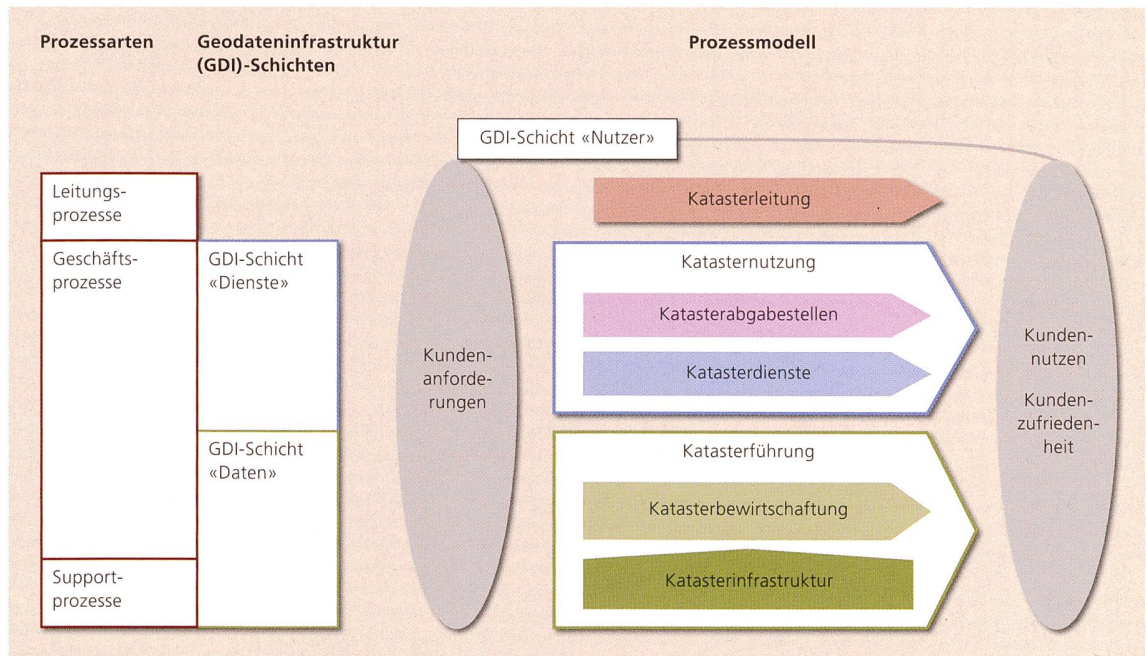 Prozessarten
Geodateninfrastruktur
(GDI)-Schichten
Prozessmodell
GDI-Schicht «Nutzer»
Leitungs-
prozesse
Geschäfts-
prozesse
Support-
prozesse
GDI-Schicht
«Dienste»
GDI-Schicht
«Daten»
Kunden-
anforde-
rungen
Katasterleitung
Katasternutzung
Katasterabgabestellen
Katasterdienste
Katasterführung
Katasterbewirtschaftung
Katasterinfrastruktur
Kunden-
nutzen
Kunden-
zufrieden-
heit